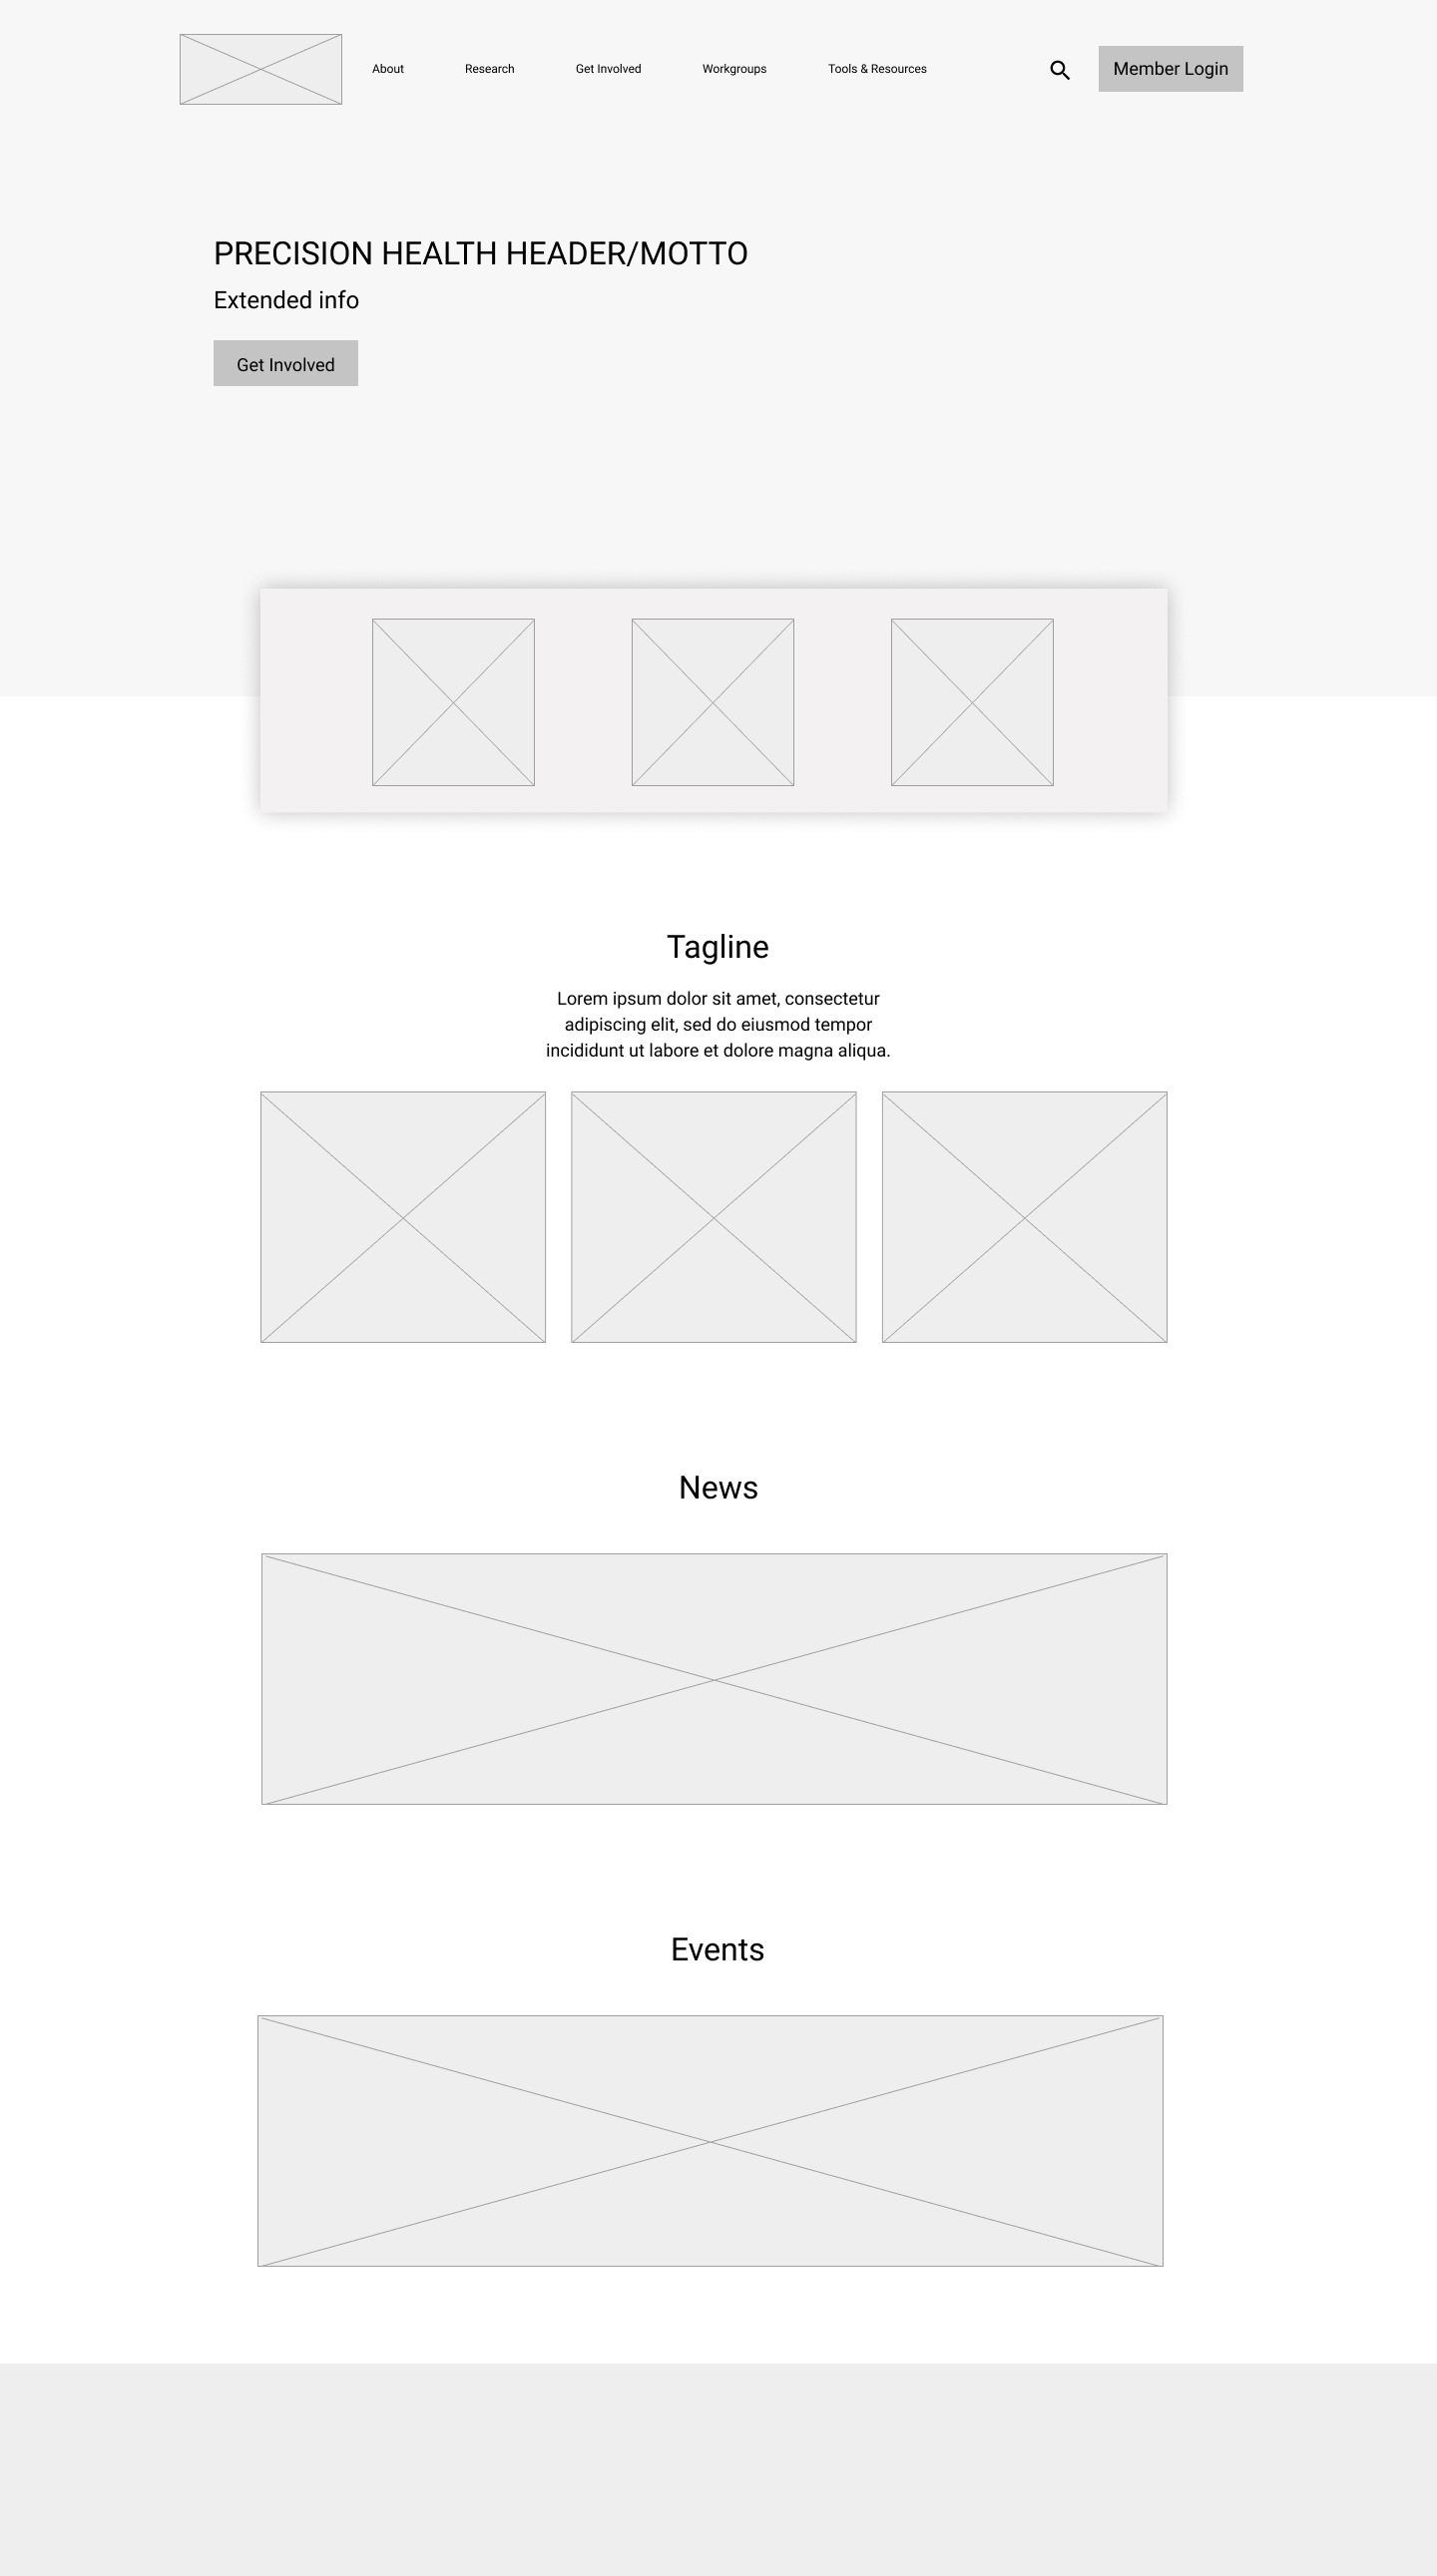 About Research Get Involved Workgroups Tools & Resources Member Login
PRECISION HEALTH HEADER/MOTTO
Extended info
Get Involved
Tagline
Lorem ipsum dolor sit amet, consectetur
adipiscing elit, sed do eiusmod tempor
incididunt ut labore et dolore magna aliqua.
News
Events